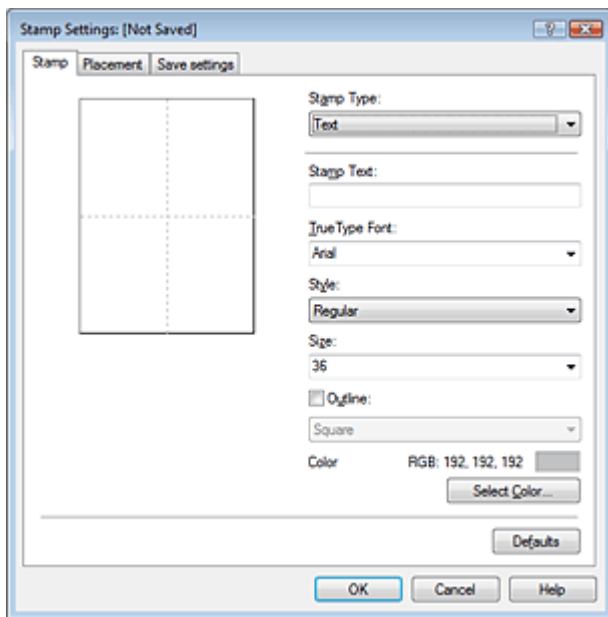 Stamp Settings: [Not Saved]
Stamp Placement Save settings
Stamp Type:
Text
Stamp Text:
TrueType Font:
Arial
Style:
Regular
Size:
36
Outline:
Square
Color RGB: 192, 192, 192
Select Color...
Defaults
OK Cancel Help